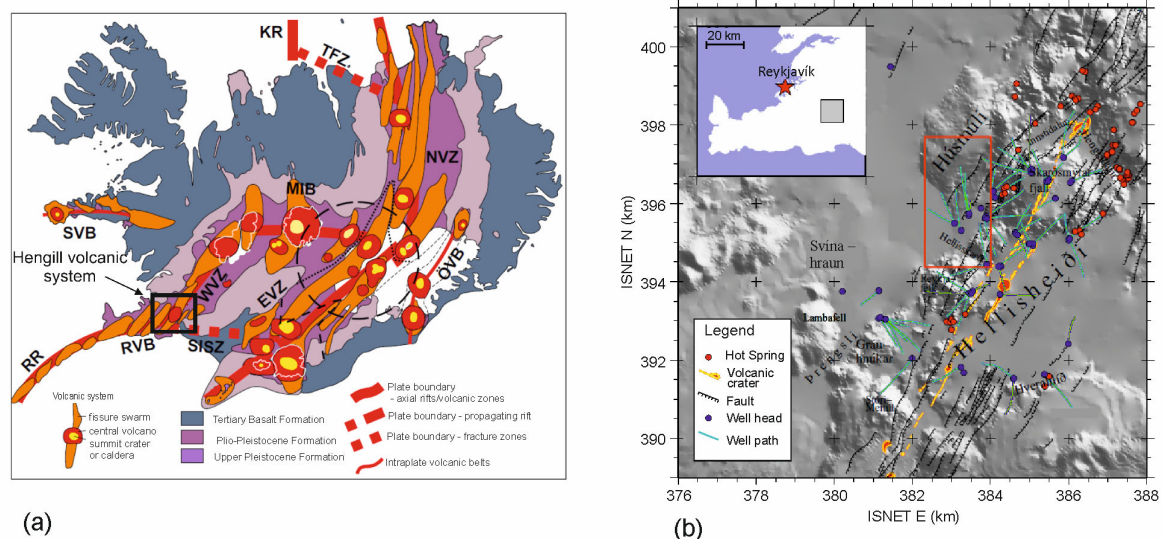 KR
TFZ.
NVZ
MIB
SVB
Hengill volcanic
system
WVZ
EVZ
ÖVB
RR
RVB
SISZ
Volcanic system
fissure swarm
central volcano
summit crater
or caldera
Tertiary Basalt Formation
Plio-Pleistocene Formation
Upper Pleistocene Formation
Plate boundary
- axial rifts/volcanic zones
Plate boundary - propagating rift
Plate boundary - fracture zones
Intraplate volcanic belts
(a)
ISNET N (km)
400
398
396
394
392
390
20 km
Reykjavík
Húsmúli
Skarðsmýrar-
fjall
Svína –
hraun
Hellisheiði
Lambafell
Þrengsli
Gráu-
hnúkar
Hverahlíð
Legend
Hot Spring
Volcanic
crater
Fault
Well head
Well path
376
378
380
382
384
386
388
ISNET E (km)
(b)